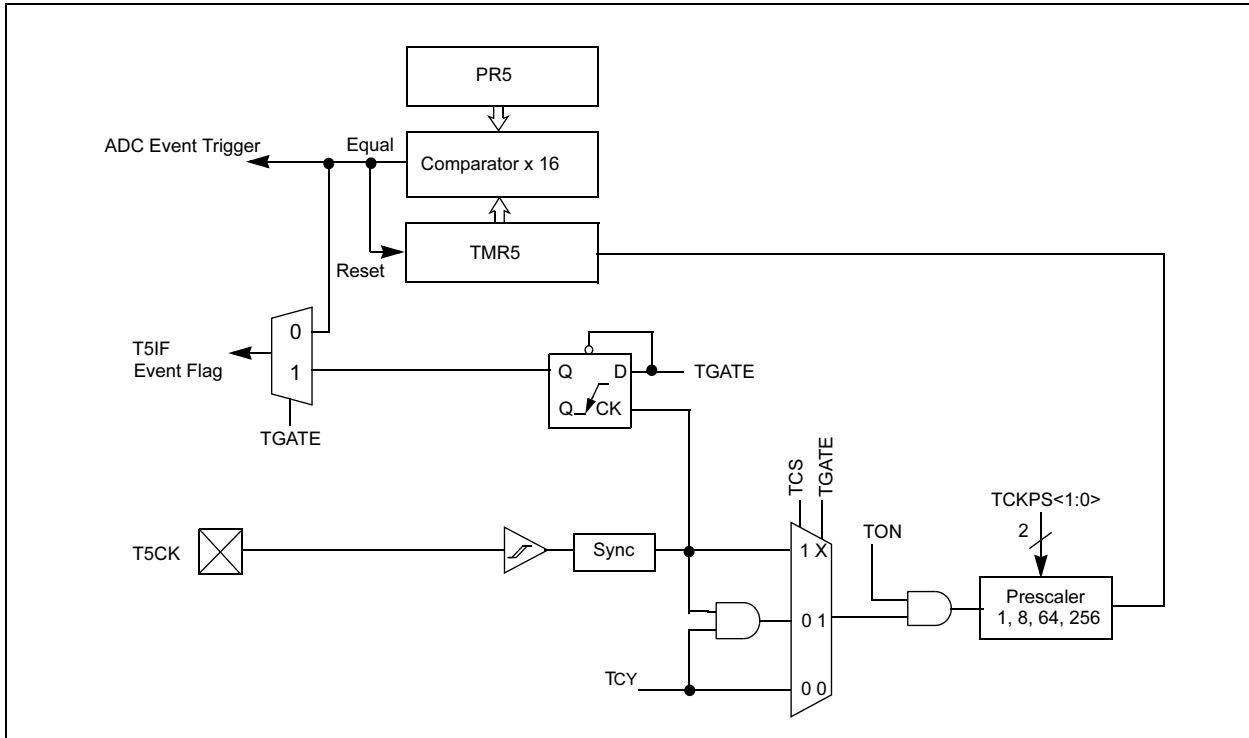 PR5
ADC Event Trigger
Equal
Comparator x 16
TMR5
Reset
0
T5IF
Event Flag
1
TGATE
Q
D
TGATE
Q
CK
TCS
TGATE
TCKPS<1:0>
2
TON
T5CK
Sync
1 X
Prescaler
1, 8, 64, 256
0 1
TCY
0 0